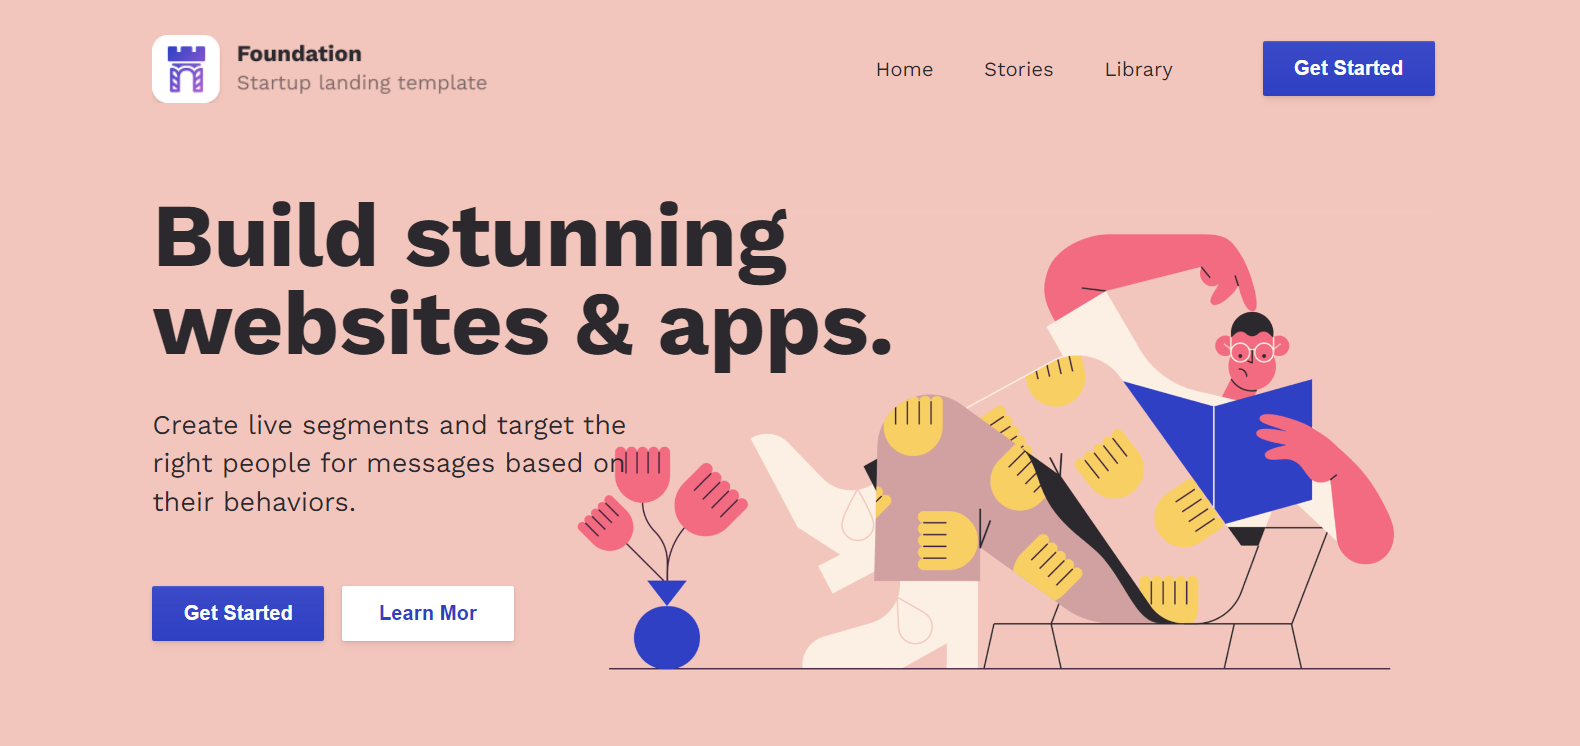 Foundation
Startup landing template
Home
Stories
Library
Get Started
Build stunning
websites & apps.
Create live segments and target the
right people for messages based on
their behaviors.
Get Started
Learn Mor